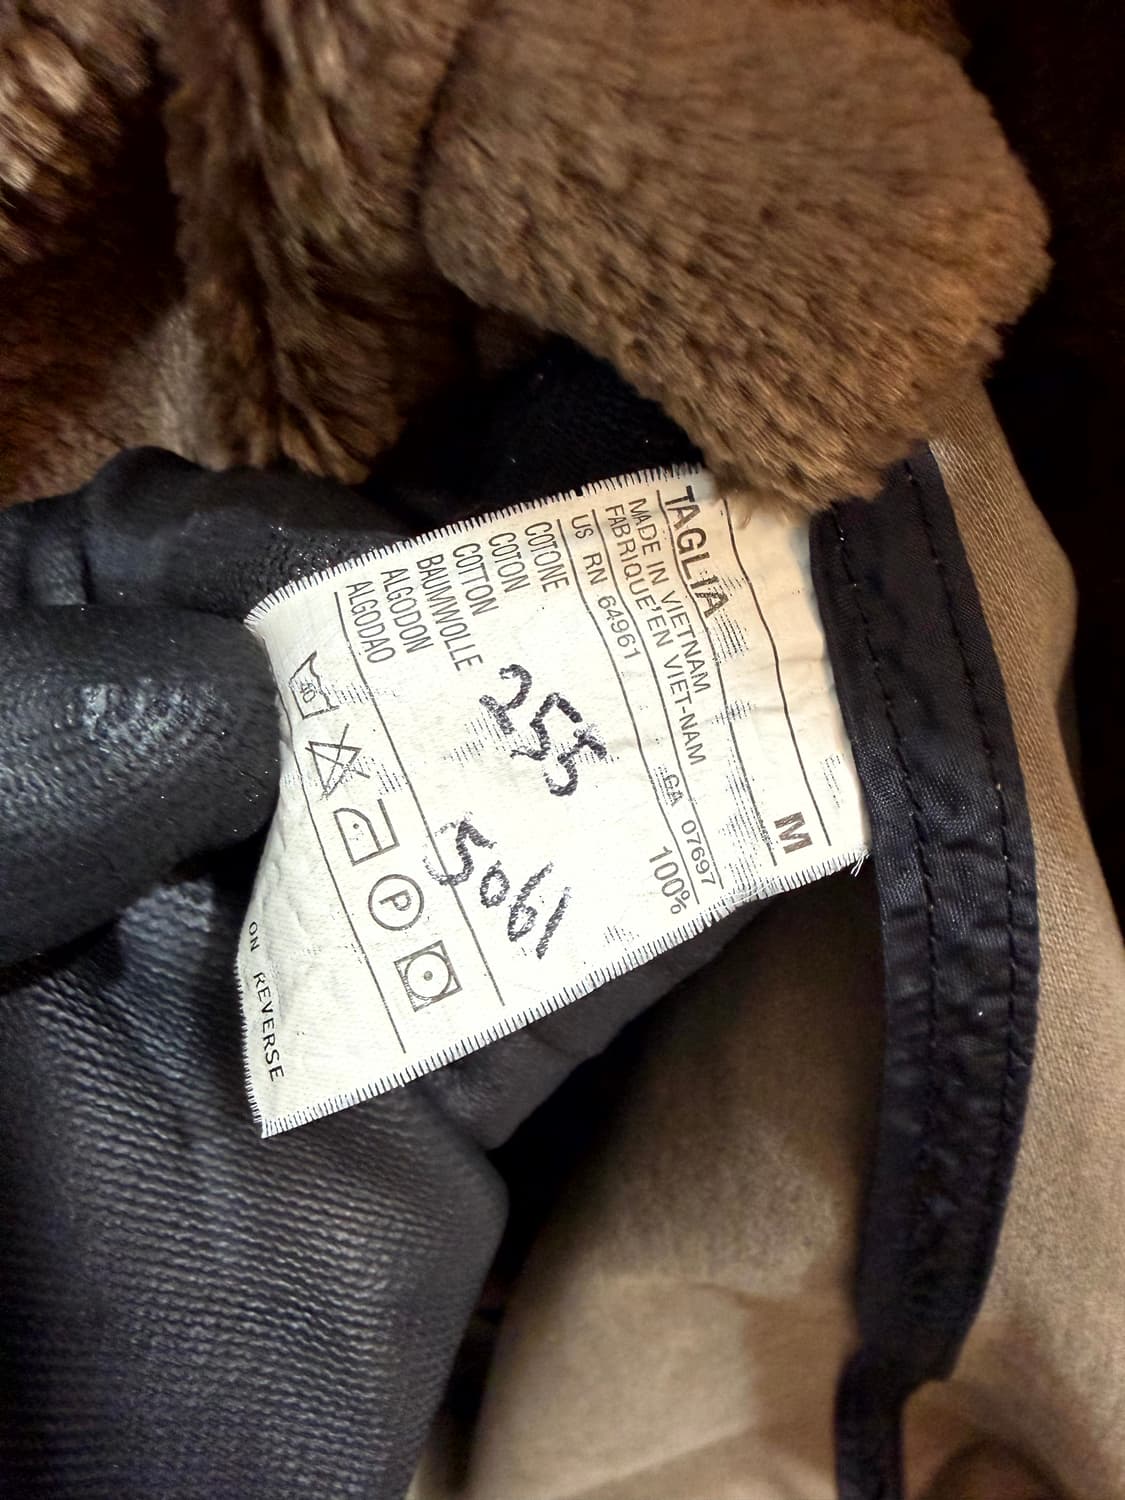 TAGLIA M
MADE IN VIETNAM
FABRIQUE EN VIET-NAM
US RN 64961 CA 07697
COTONE 100%
COTON
COTTON
BAUMWOLLE
ALGODON
ALGODAO
255
5061
40
P
ON REVERSE